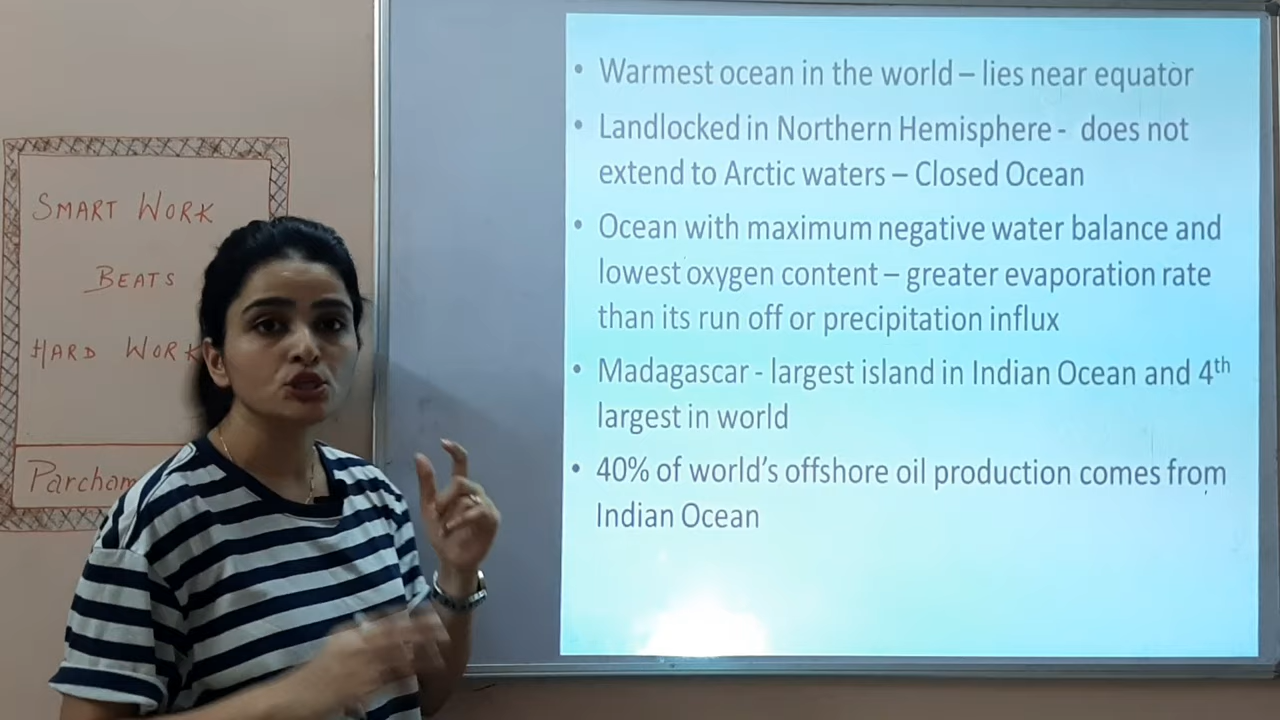 SMART WORK
BEATS
HARD WORK
Parcham
• Warmest ocean in the world – lies near equator
• Landlocked in Northern Hemisphere - does not
extend to Arctic waters – Closed Ocean
• Ocean with maximum negative water balance and
lowest oxygen content – greater evaporation rate
than its run off or precipitation influx
• Madagascar - largest island in Indian Ocean and 4th
largest in world
• 40% of world's offshore oil production comes from
Indian Ocean